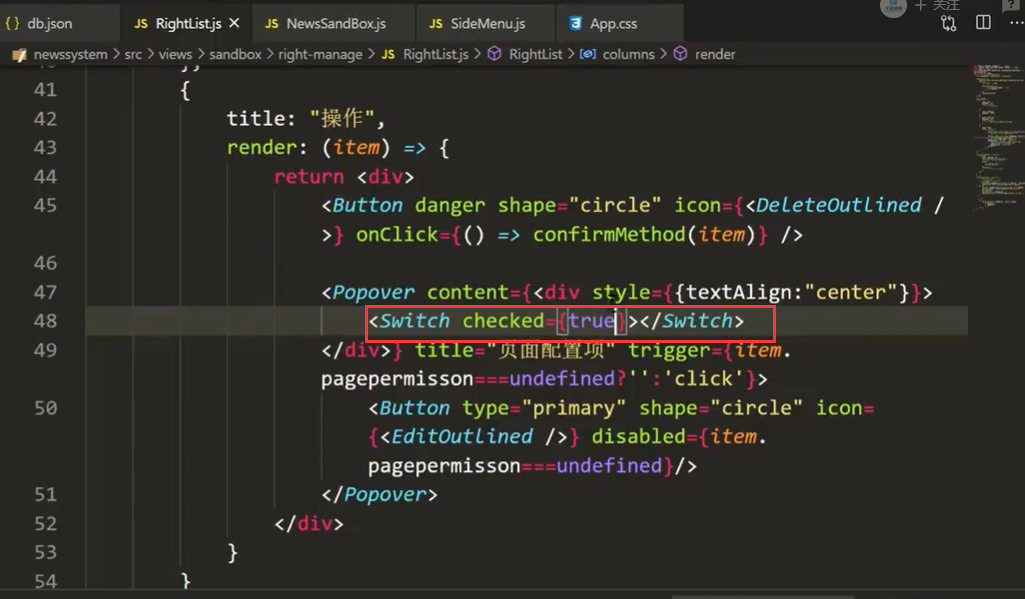 { } db.json JS RightList.js × JS NewsSandBox.js JS SideMenu.js App.css
+ 关注
newssystem > src > views > sandbox > right-manage > JS RightList.js > RightList > columns > render
41 {
42 title: "操作",
43 render: (item) => {
44 return <div>
45 <Button danger shape="circle" icon={<DeleteOutlined /
>} onClick={() => confirmMethod(item)} />
46
47 <Popover content={<div style={{textAlign:"center"}}>
48 <Switch checked={true}></Switch>
49 </div>} title="页面配置项" trigger={item.
pagepermisson===undefined?'':'click'}>
50 <Button type="primary" shape="circle" icon=
{<EditOutlined />} disabled={item.
pagepermisson===undefined}/>
51 </Popover>
52 </div>
53 }
54 }